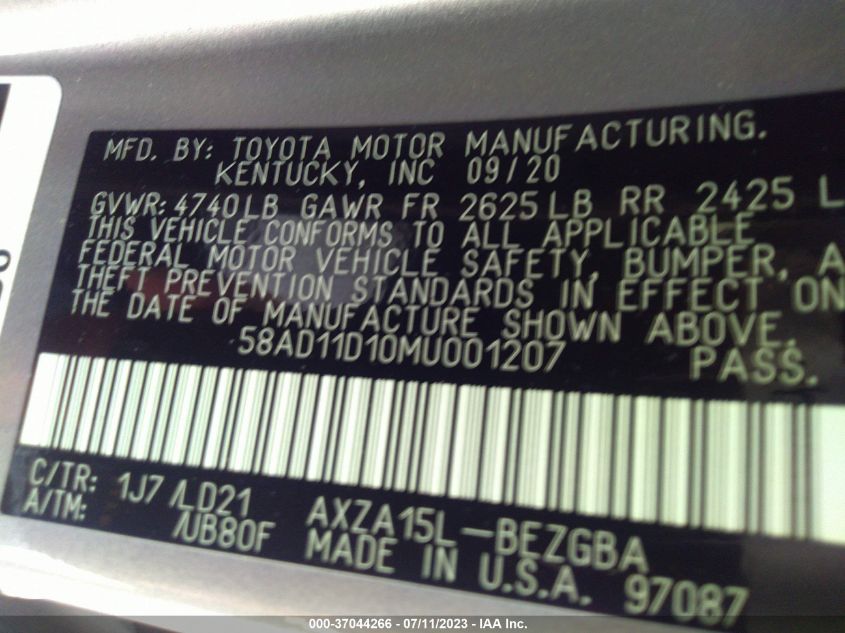 MFD. BY: TOYOTA MOTOR MANUFACTURING.
KENTUCKY, INC 09/20
GVWR: 4740LB GAWR FR 2625LB RR 2425 L
THIS VEHICLE CONFORMS TO ALL APPLICABLE
FEDERAL MOTOR VEHICLE SAFETY, BUMPER, A
THEFT PREVENTION STANDARDS IN EFFECT ON
THE DATE OF MANUFACTURE SHOWN ABOVE.
58AD11D10MU001207 PASS.
C/TR: 1J7 /LD21 AXZA15L-BEZGBA
A/TM: /UB80F MADE IN U.S.A. 97087
000-37044266 - 07/11/2023 - IAA Inc.